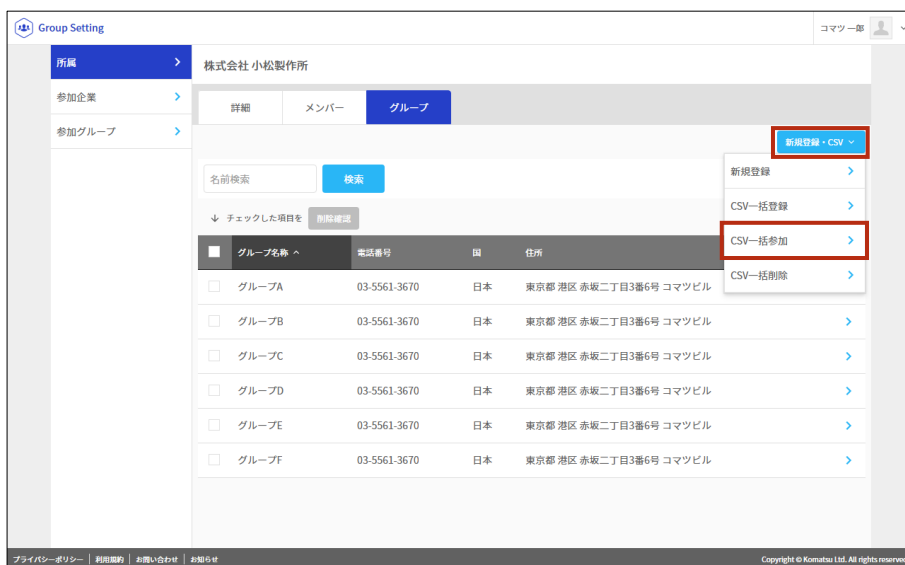 Group Setting
コマツ 一郎
所属
参加企業
参加グループ
株式会社 小松製作所
詳細 メンバー グループ
新規登録・CSV
新規登録
CSV一括登録
CSV一括参加
CSV一括削除
名前検索 検索
チェックした項目を 削除確認
グループ名称 電話番号 国 住所
グループA 03-5561-3670 日本 東京都 港区 赤坂二丁目3番6号 コマツビル
グループB 03-5561-3670 日本 東京都 港区 赤坂二丁目3番6号 コマツビル
グループC 03-5561-3670 日本 東京都 港区 赤坂二丁目3番6号 コマツビル
グループD 03-5561-3670 日本 東京都 港区 赤坂二丁目3番6号 コマツビル
グループE 03-5561-3670 日本 東京都 港区 赤坂二丁目3番6号 コマツビル
グループF 03-5561-3670 日本 東京都 港区 赤坂二丁目3番6号 コマツビル
プライバシーポリシー | 利用規約 | お問い合わせ | お知らせ Copyright © Komatsu Ltd. All rights reserved